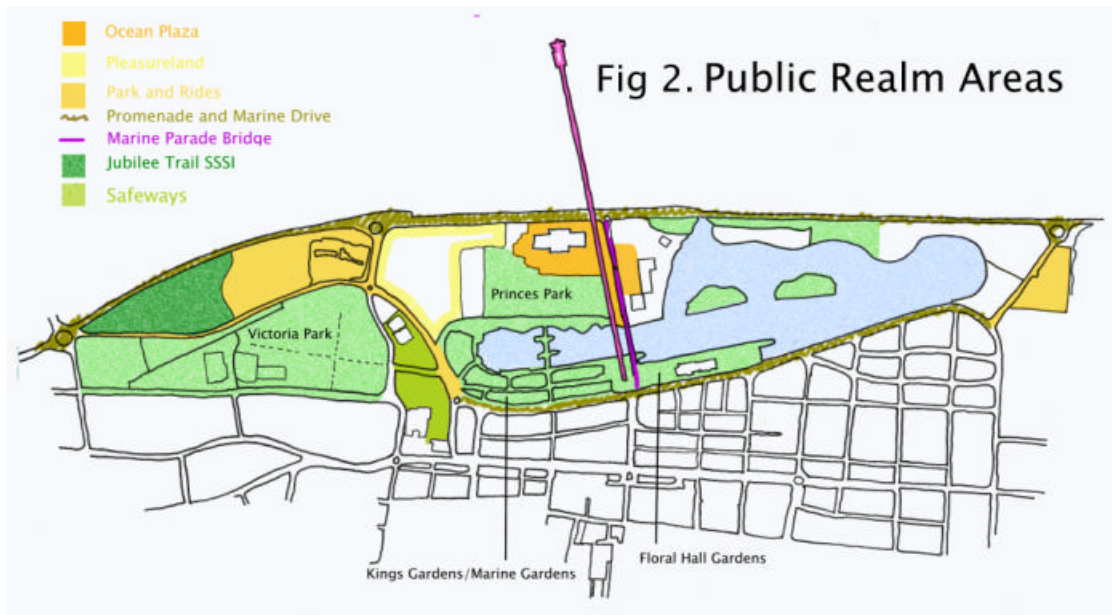 Ocean Plaza
Pleasureland
Fig 2. Public Realm Areas
Park and Rides
Promenade and Marine Drive
Marine Parade Bridge
Jubilee Trail SSSI
Safeways
Princes Park
Victoria Park
Floral Hall Gardens
Kings Gardens/Marine Gardens